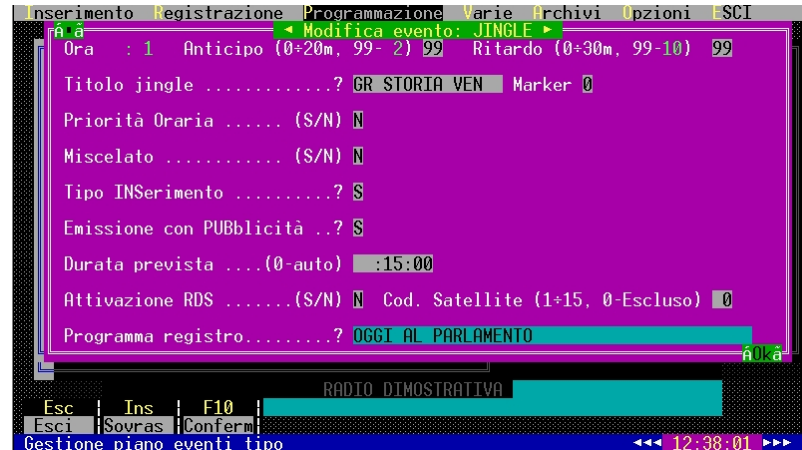 Inserimento Registrazione Programmazione Varie Archivi Opzioni ESCI
◄ Modifica evento: JINGLE ►
Ora : 1 Anticipo (0÷20m, 99- 2) 99 Ritardo (0÷30m, 99-10) 99
Titolo jingle .............? GR STORIA VEN Marker 0
Priorità Oraria ...... (S/N) N
Miscelato ............ (S/N) N
Tipo INSerimento ..........? S
Emissione con PUBblicità ..? S
Durata prevista ....(0-auto) :15:00
Attivazione RDS .......(S/N) N Cod. Satellite (1÷15, 0-Escluso) 0
Programma registro.........? OGGI AL PARLAMENTO
ÁOkã
RADIO DIMOSTRATIVA
Esc Ins F10
Esci Sovras Conferm
Gestione piano eventi tipo ◄◄◄ 12:38:01 ►►►